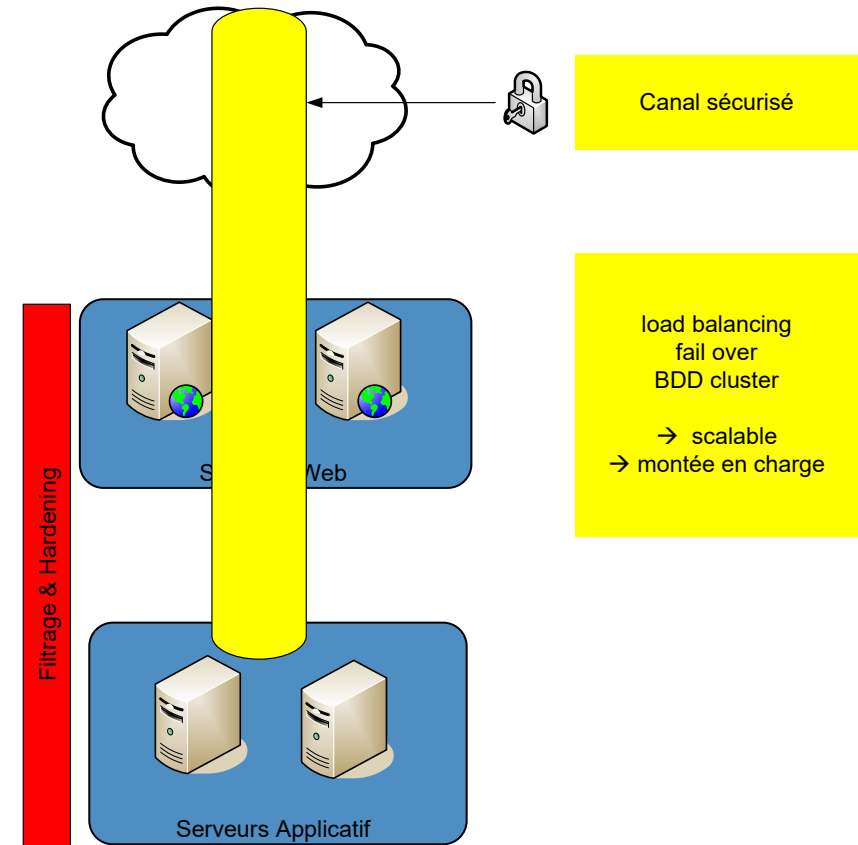 Canal sécurisé
load balancing
fail over
BDD cluster
→ scalable
→ montée en charge
Web
Filtrage & Hardening
Serveurs Applicatif